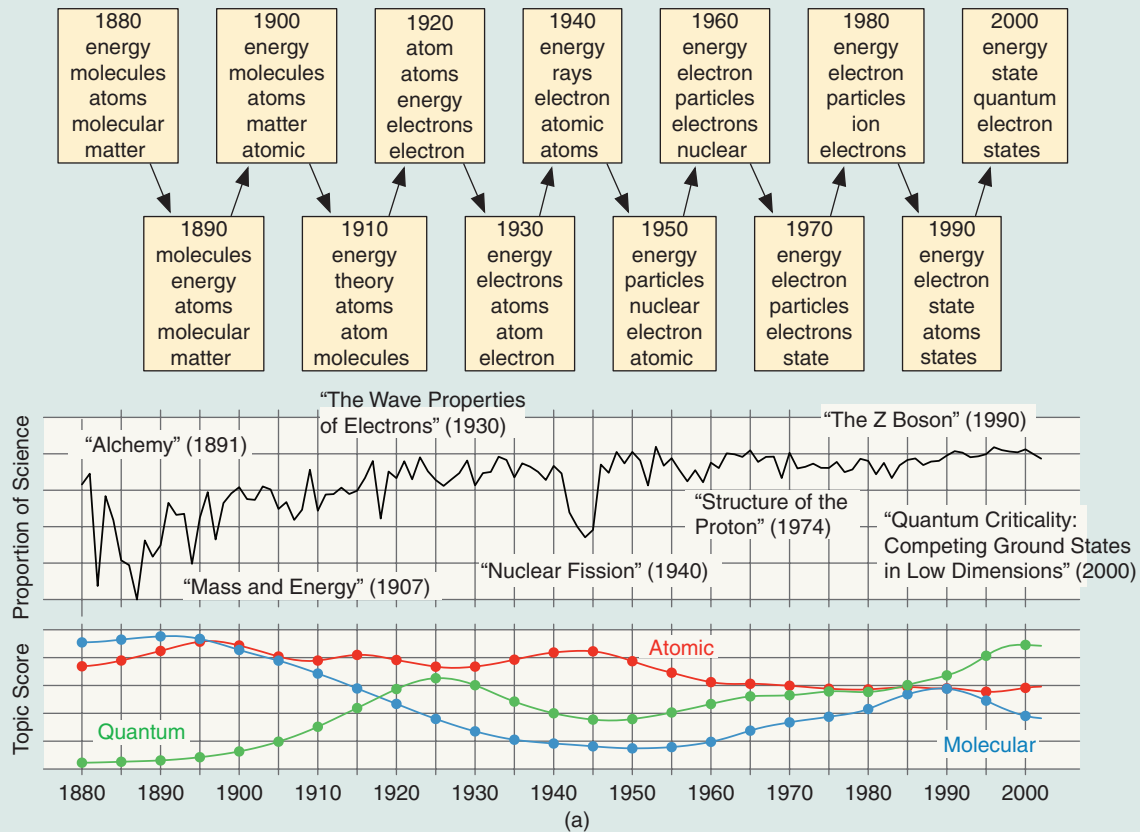 1880
energy
molecules
atoms
molecular
matter
1900
energy
molecules
atoms
matter
atomic
1920
atom
atoms
energy
electrons
electron
1940
energy
rays
electron
atomic
atoms
1960
energy
electron
particles
electrons
nuclear
1980
energy
electron
particles
ion
electrons
2000
energy
state
quantum
electron
states
1890
molecules
energy
atoms
molecular
matter
1910
energy
theory
atoms
atom
molecules
1930
energy
electrons
atoms
atom
electron
1950
energy
particles
nuclear
electron
atomic
1970
energy
electron
particles
electrons
state
1990
energy
electron
state
atoms
states
Proportion of Science
“Alchemy” (1891)
“The Wave Properties
of Electrons” (1930)
“The Z Boson” (1990)
“Mass and Energy” (1907)
“Nuclear Fission” (1940)
“Structure of the
Proton” (1974)
“Quantum Criticality:
Competing Ground States
in Low Dimensions” (2000)
Topic Score
Atomic
Quantum
Molecular
1880 1890 1900 1910 1920 1930 1940 1950 1960 1970 1980 1990 2000
(a)